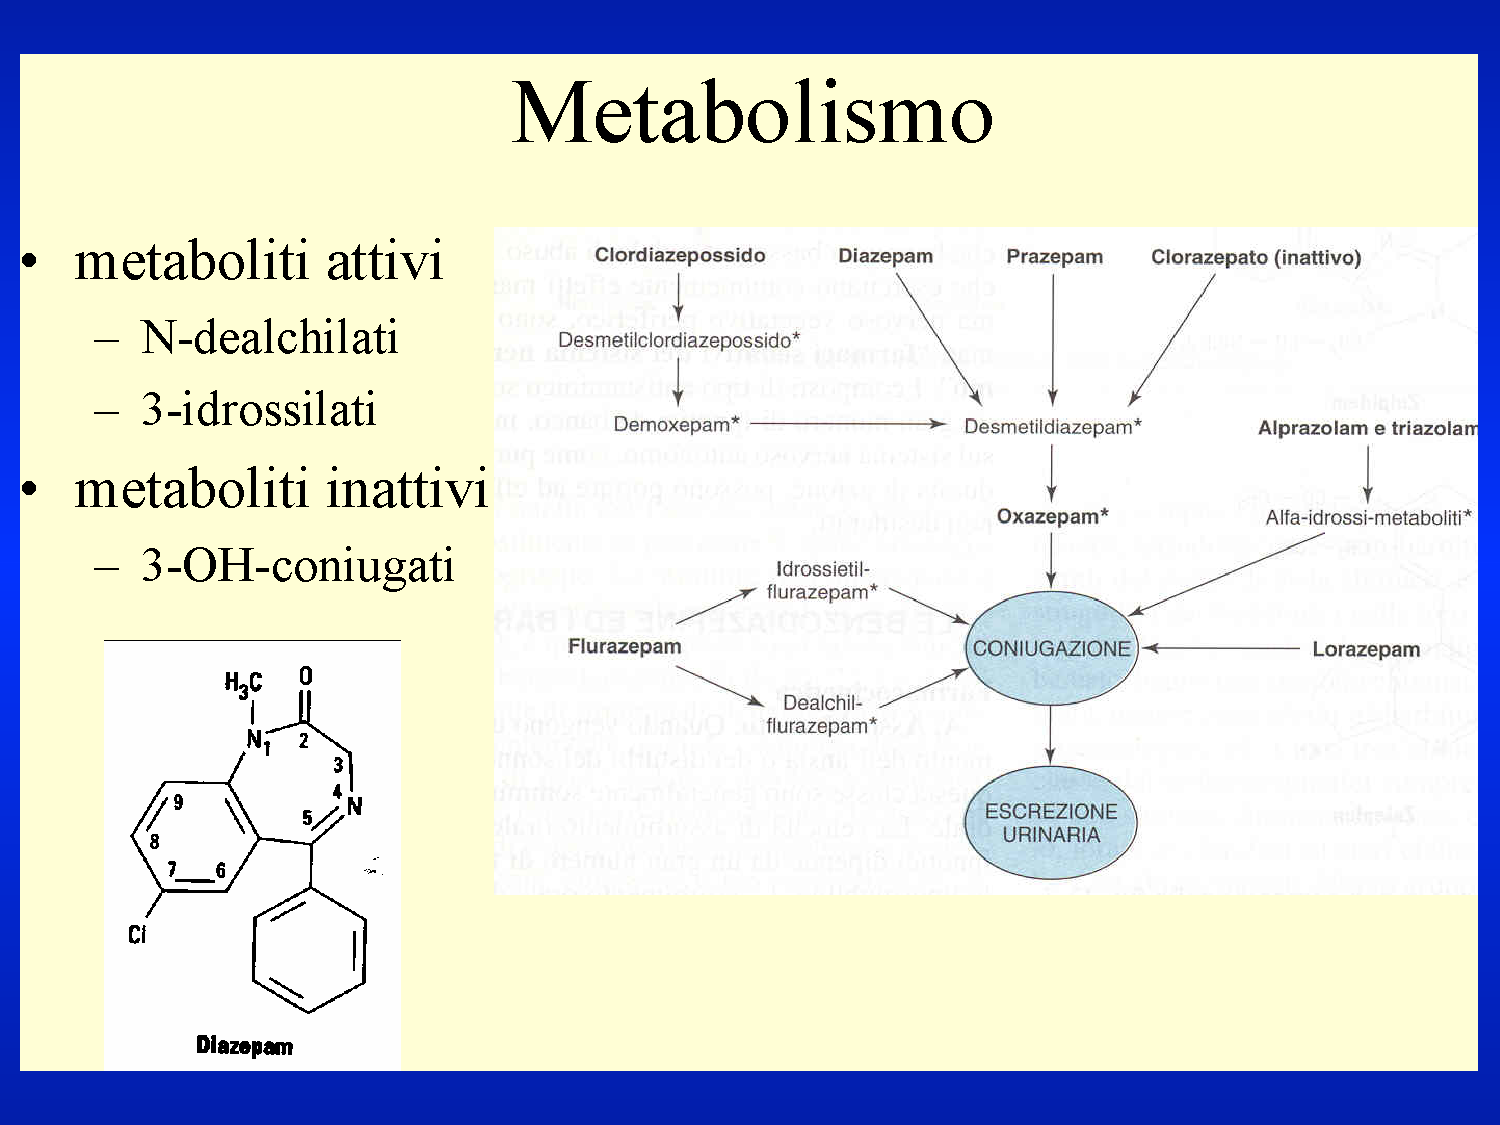 Metabolismo
• metaboliti attivi
– N-dealchilati
– 3-idrossilati
• metaboliti inattivi
– 3-OH-coniugati
Clordiazepossido
Diazepam
Prazepam
Clorazepato (inattivo)
Desmetilclordiazepossido*
Demoxepam*
Desmetildiazepam*
Alprazolam e triazolam
Oxazepam*
Alfa-idrossi-metaboliti*
Idrossietil-
flurazepam*
Flurazepam
CONIUGAZIONE
Lorazepam
Dealchil-
flurazepam*
ESCREZIONE
URINARIA
H3C
O
N
1
2
3
4
N
5
9
8
7
6
Cl
Diazepam